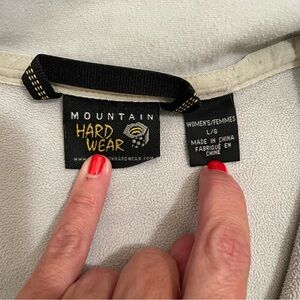 MOUNTAIN
HARD
WEAR
WOMEN'S/FEMMES
L/G
MADE IN CHINA
FABRIQUÉ EN
CHINE